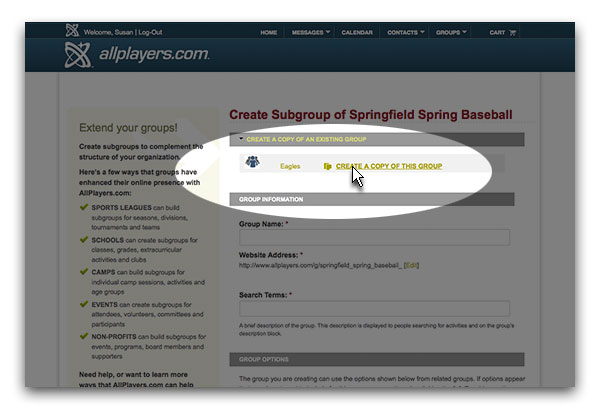 Welcome, Susan | Log-Out
HOME
MESSAGES
CALENDAR
CONTACTS
GROUPS
CART
allplayers.com
Extend your groups!
Create subgroups to complement the
structure of your organization.
Here's a few ways that groups have
enhanced their online presence with
AllPlayers.com:
SPORTS LEAGUES can build
subgroups for seasons, divisions,
tournaments and teams
SCHOOLS can create subgroups for
classes, grades, extracurricular
activities and clubs
CAMPS can build subgroups for
individual camp sessions, activities and
age groups
EVENTS can create subgroups for
attendees, volunteers, committees and
participants
NON-PROFITS can build subgroups for
events, programs, board members and
supporters
Need help, or want to learn more
ways that AllPlayers.com can help
Create Subgroup of Springfield Spring Baseball
CREATE A COPY OF AN EXISTING GROUP
Eagles
CREATE A COPY OF THIS GROUP
GROUP INFORMATION
Group Name: *
Website Address: *
http://www.allplayers.com/g/springfield_spring_baseball_ [Edit]
Search Terms: *
A brief description of the group. This description is displayed to people searching for activities and on the group's
description block.
GROUP OPTIONS
The group you are creating can use the options shown below from related groups. If options appear